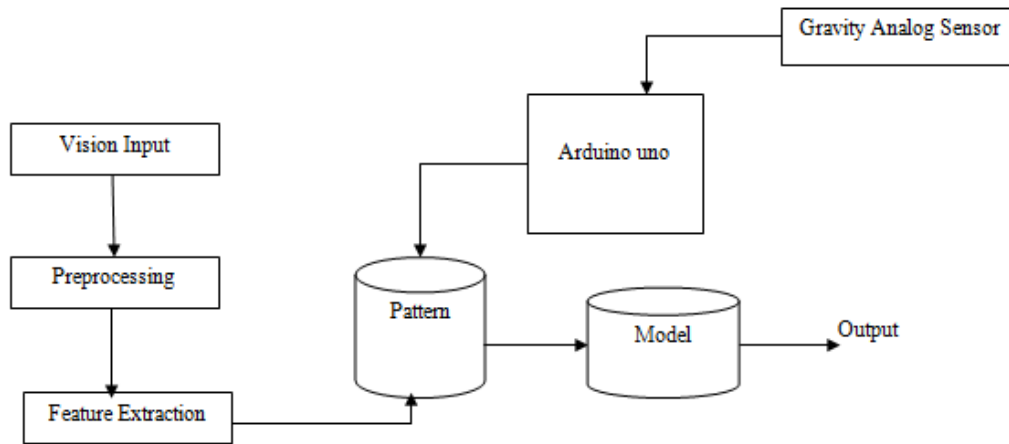 Gravity Analog Sensor
Arduino uno
Vision Input
Preprocessing
Pattern
Model
Output
Feature Extraction